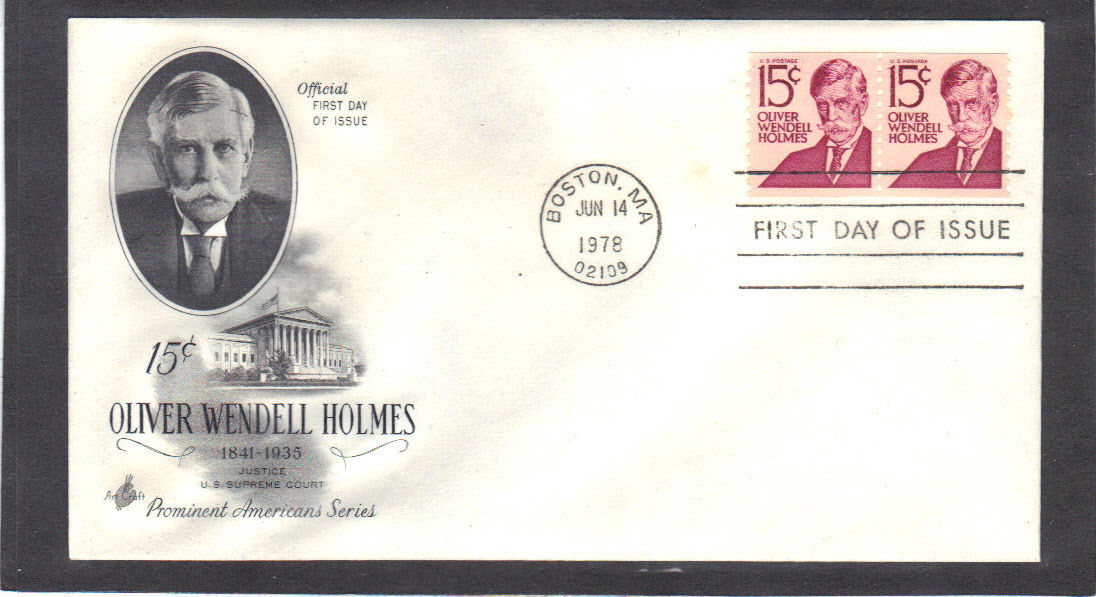 Official
FIRST DAY
OF ISSUE
15¢
OLIVER WENDELL HOLMES
1841-1935
JUSTICE
U.S. SUPREME COURT
Art Craft
Prominent Americans Series
BOSTON, MA
JUN 14
1978
02109
U.S. POSTAGE
15¢
OLIVER
WENDELL
HOLMES
U.S. POSTAGE
15¢
OLIVER
WENDELL
HOLMES
FIRST DAY OF ISSUE